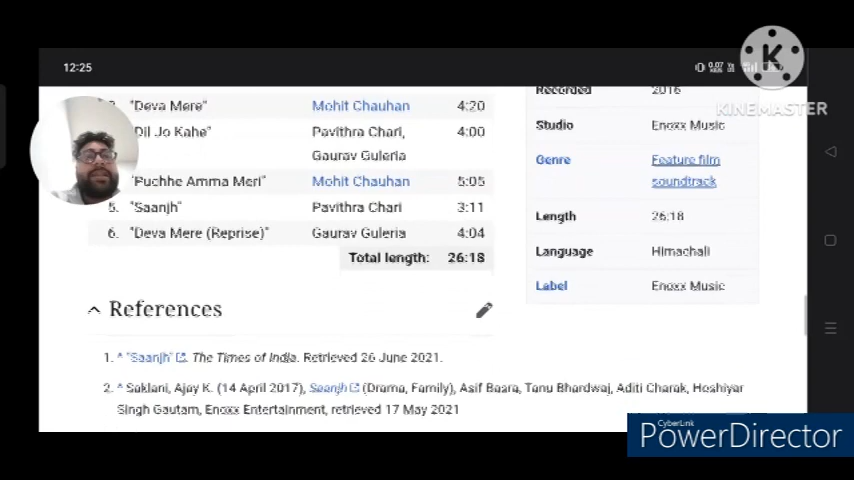 12:25
Recorded 2016
"Deva Mere" Mohit Chauhan 4:20
"Dil Jo Kahe" Pavithra Chari, 4:00
Gaurav Guleria
"Puchhe Amma Meri" Mohit Chauhan 5:05
5. "Saanjh" Pavithra Chari 3:11
6. "Deva Mere (Reprise)" Gaurav Guleria 4:04
Total length: 26:18
Studio Enoxx Music
Genre Feature film
soundtrack
Length 26:18
Language Himachali
Label Enoxx Music
References
1. ^ "Saanjh". The Times of India. Retrieved 26 June 2021.
2. ^ Saklani, Ajay K. (14 April 2017), Saanjh (Drama, Family), Asif Basra, Tanu Bhardwaj, Aditi Charak, Hoshiyar
Singh Gautam, Enoxx Entertainment, retrieved 17 May 2021
K
KINEMASTER
CyberLink
PowerDirector